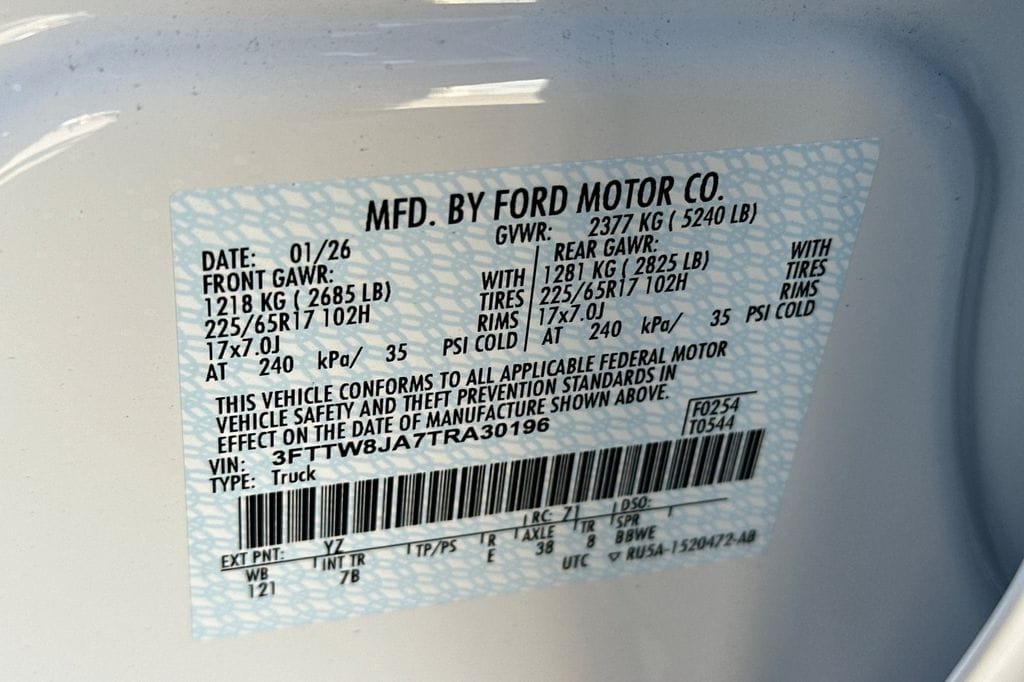 MFD. BY FORD MOTOR CO.
DATE: 01/26 GVWR: 2377 KG ( 5240 LB)
FRONT GAWR: REAR GAWR:
1218 KG ( 2685 LB) WITH 1281 KG ( 2825 LB) WITH
225/65R17 102H TIRES 225/65R17 102H TIRES
17x7.0J RIMS 17x7.0J RIMS
AT 240 kPa/ 35 PSI COLD AT 240 kPa/ 35 PSI COLD
THIS VEHICLE CONFORMS TO ALL APPLICABLE FEDERAL MOTOR
VEHICLE SAFETY AND THEFT PREVENTION STANDARDS IN
EFFECT ON THE DATE OF MANUFACTURE SHOWN ABOVE.
F0254
T0544
VIN: 3FTTW8JA7TRA30196
TYPE: Truck
EXT PNT: YZ RC: 71 DSO:
WB INT TR TP/PS R AXLE TR SPR
121 7B E 38 8 BBWE
UTC ▽ RU5A-1520472-AB